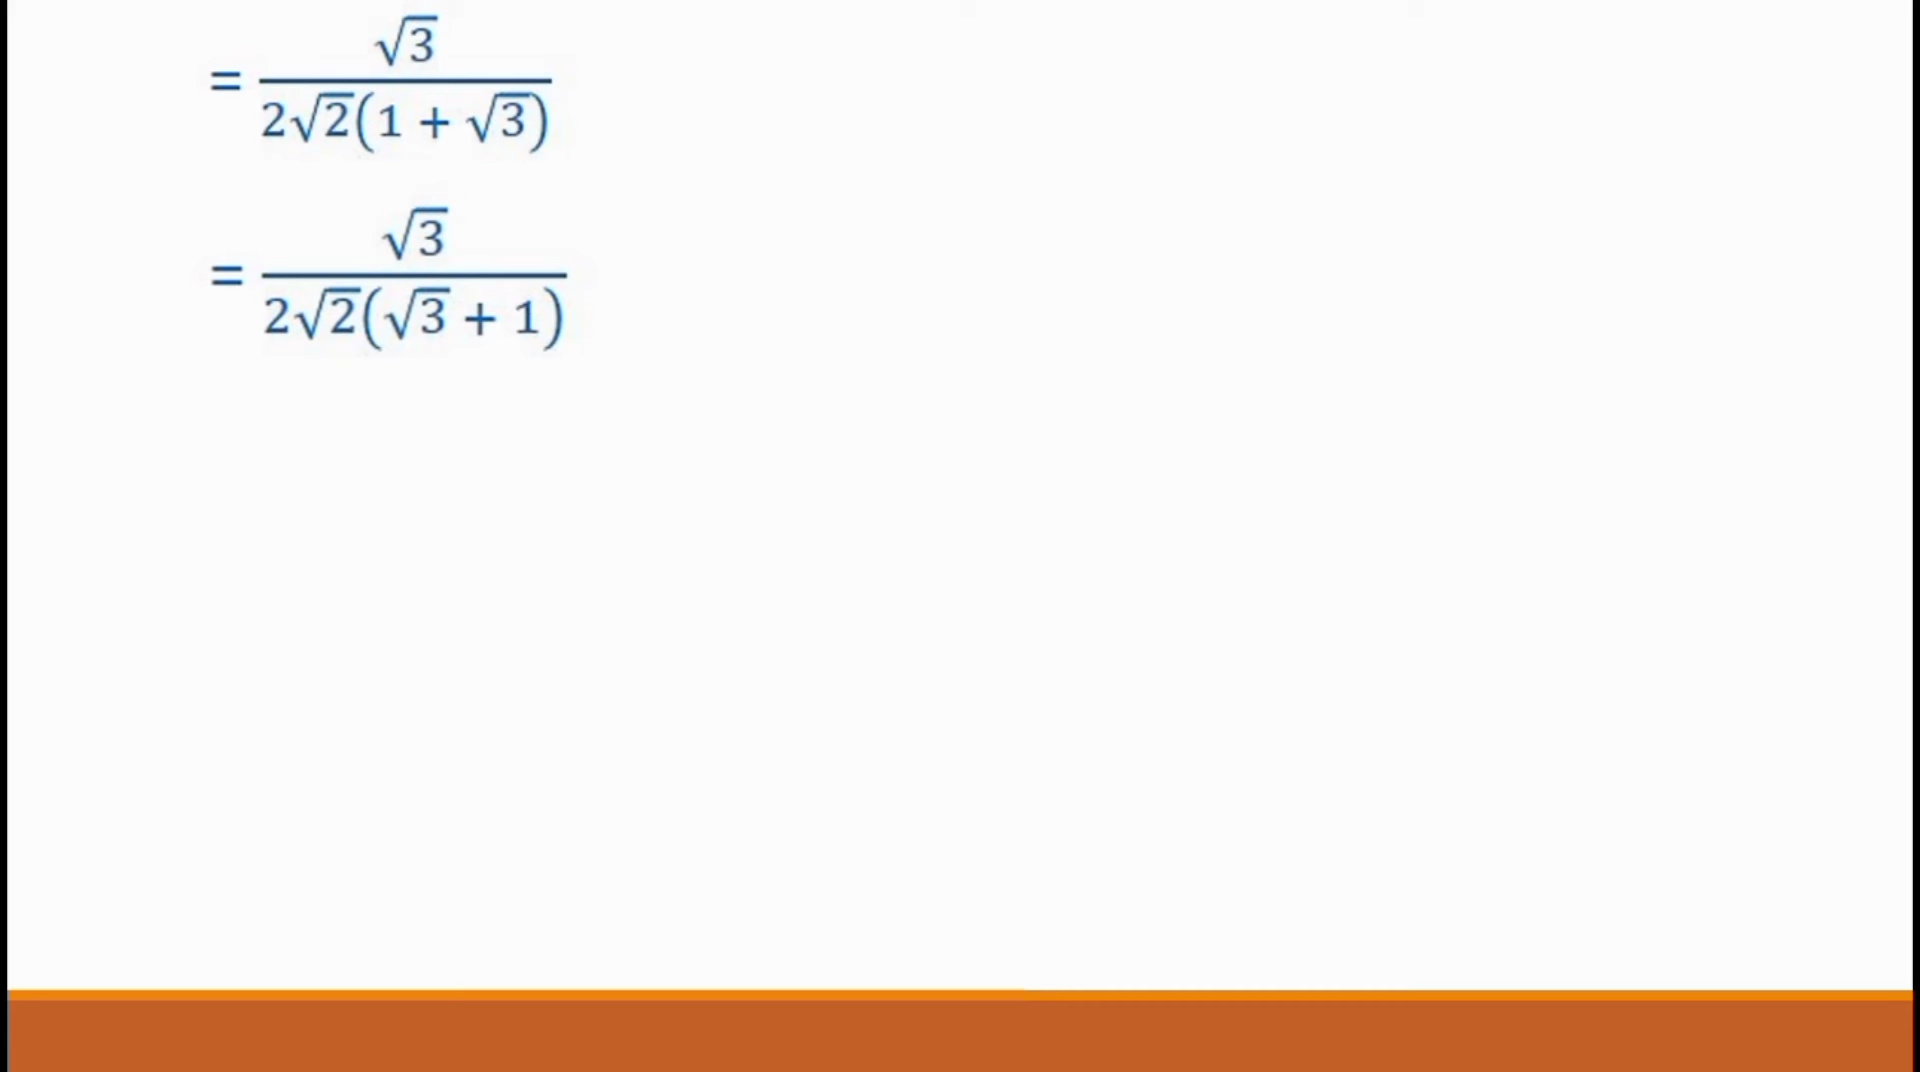 = √3 / 2√2(1 + √3)
= √3 / 2√2(√3 + 1)